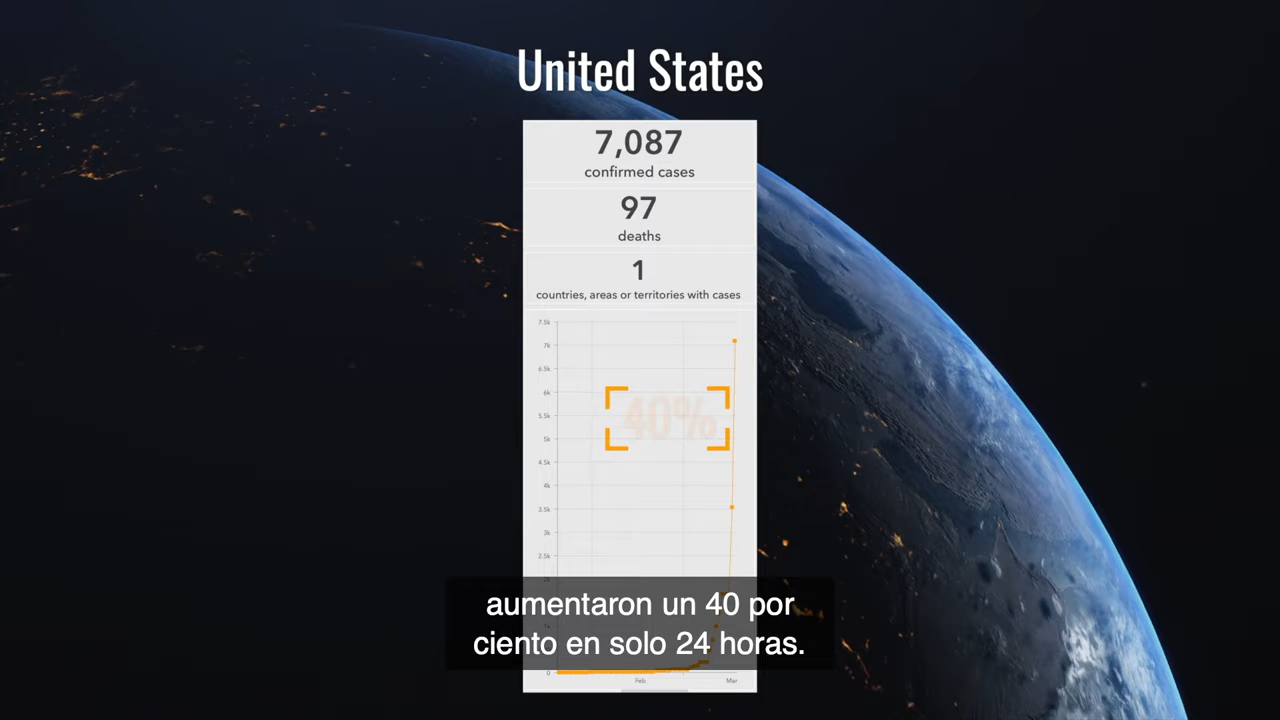 United States
7,087
confirmed cases
97
deaths
1
countries, areas or territories with cases
7.5k
7k
6.5k
6k
40%
5.5k
5k
4.5k
4k
3.5k
3k
2.5k
aumentaron un 40 por
ciento en solo 24 horas.
0
Feb
Mar